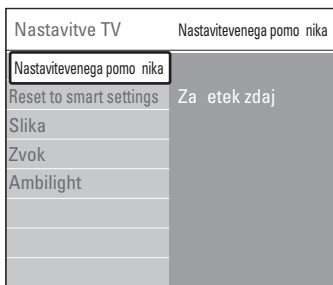 Nastavitve TV
Nastavitevenega pomo nika
Nastavitevenega pomo nika
Reset to smart settings
Za etek zdaj
Slika
Zvok
Ambilight